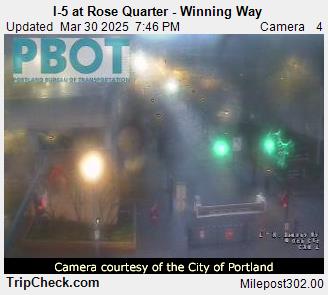 I-5 at Rose Quarter - Winning Way
Updated Mar 30 2025 7:46 PM Camera 4
PBOT
PORTLAND BUREAU OF TRANSPORTATION
Camera courtesy of the City of Portland
TripCheck.com Milepost302.00